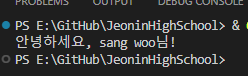 PROBLEMS OUTPUT DEBUG CONSOLE
PS E:\GitHub\JeoninHighSchool> &
안녕하세요, sang woo님!
PS E:\GitHub\JeoninHighSchool>